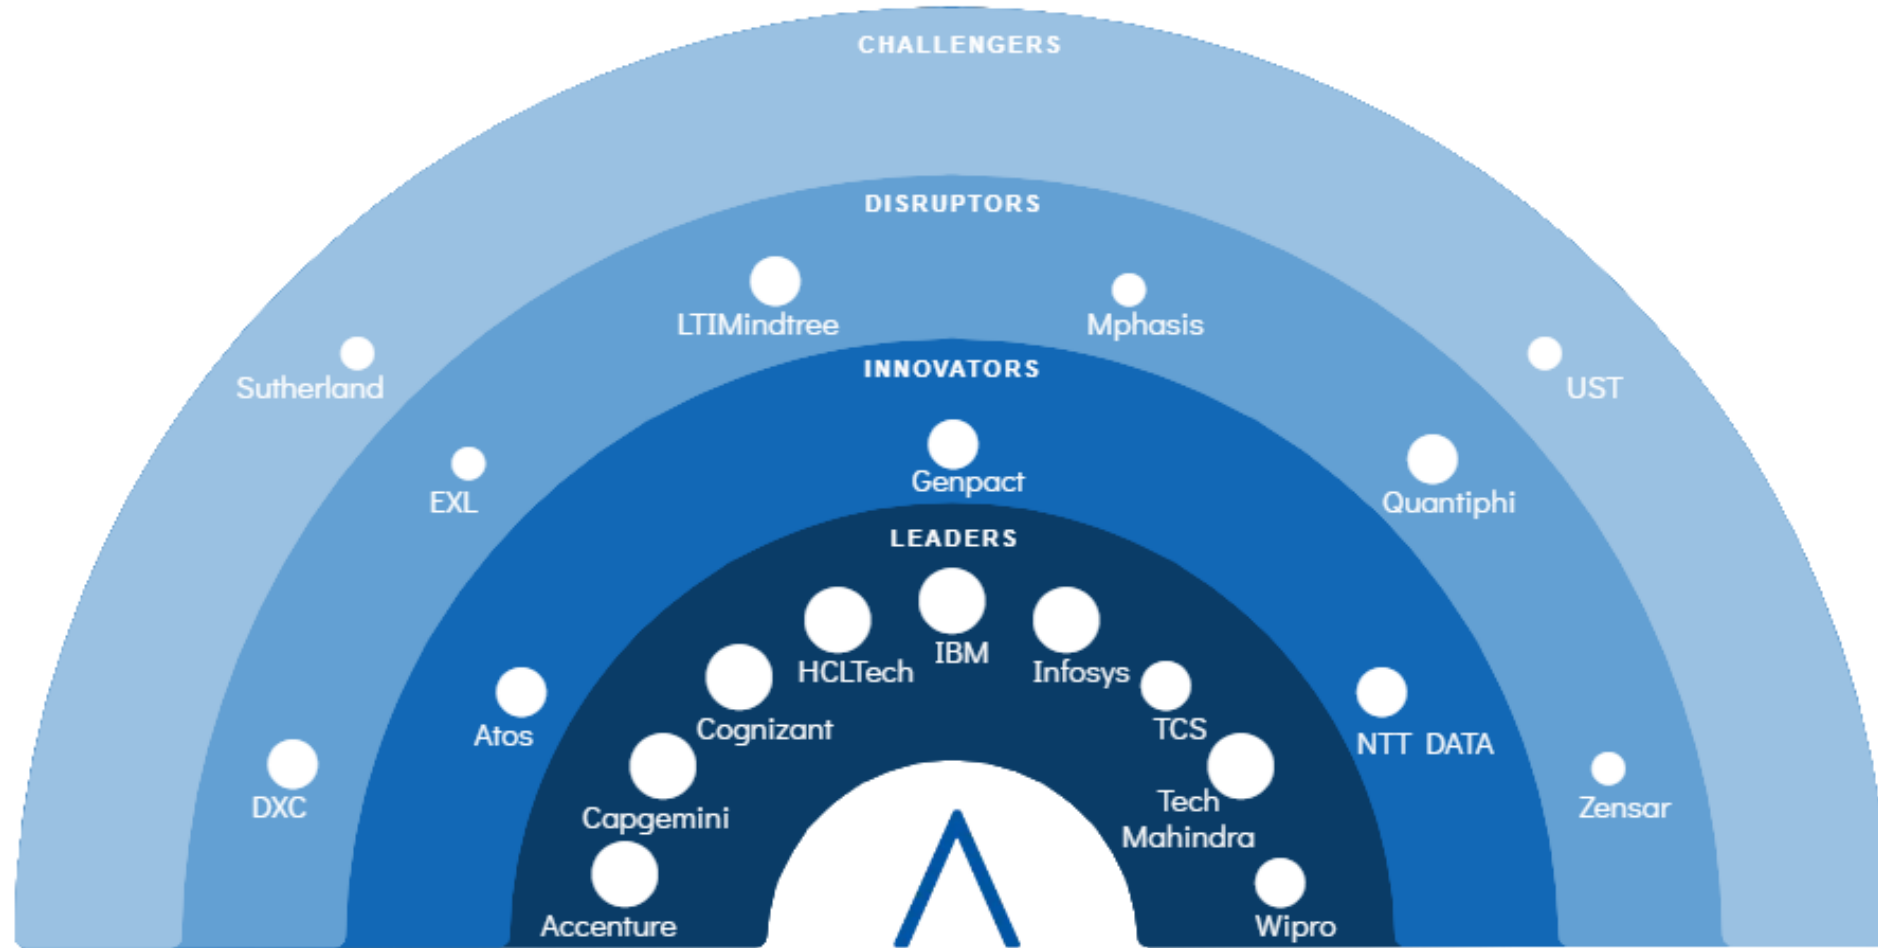 CHALLENGERS
Sutherland
UST
DISRUPTORS
LTIMindtree
Mphasis
EXL
Quantiphi
DXC
Zensar
INNOVATORS
Genpact
Atos
NTT DATA
LEADERS
IBM
HCLTech
Infosys
Cognizant
TCS
Capgemini
Tech
Mahindra
Accenture
Wipro